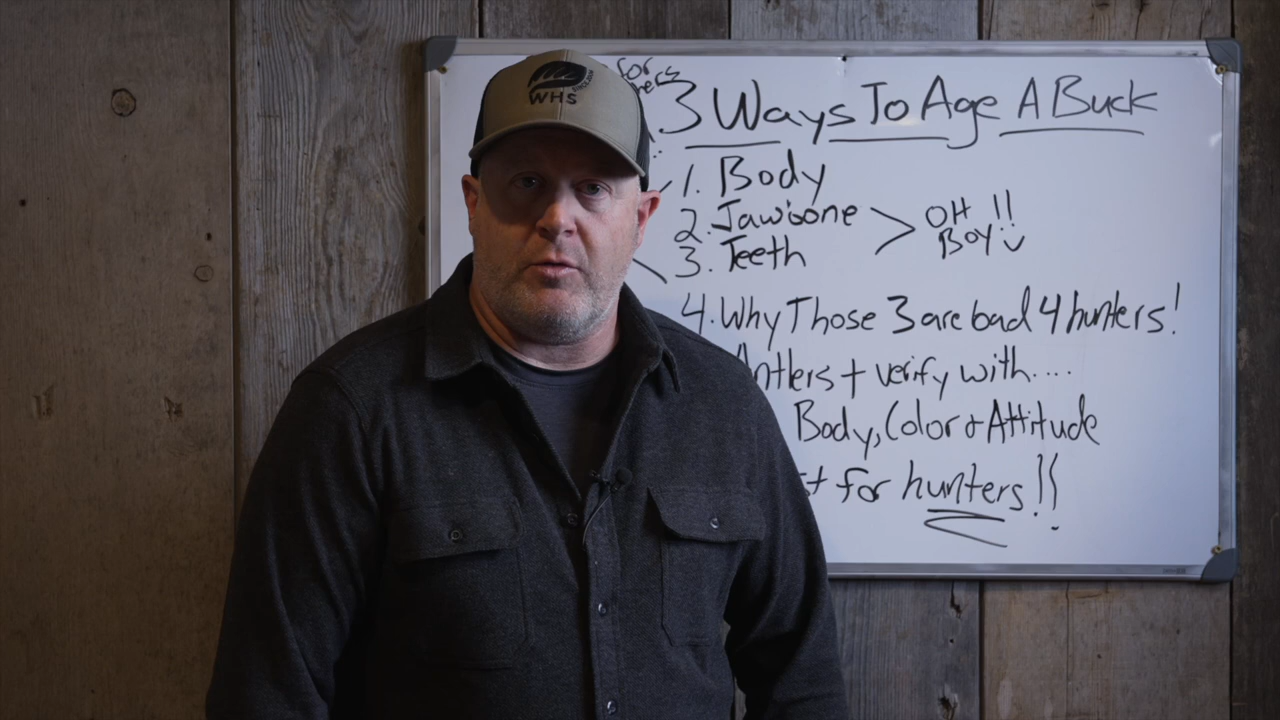 WHS
for
3 Ways To Age A Buck
1. Body
2. Jawbone
3. Teeth
> OH !!
BOY
4. Why Those 3 are bad 4 hunters!
Antlers + verify with....
Body, Color + Attitude
for hunters!!